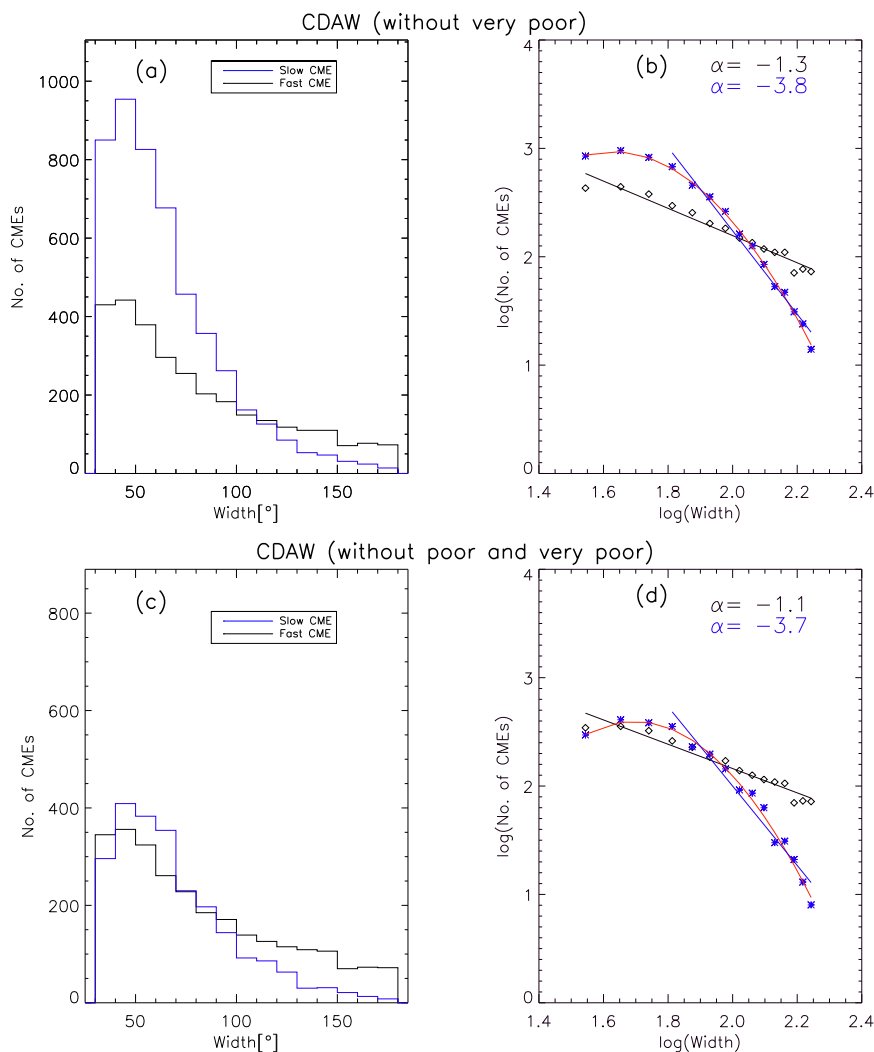 CDAW (without very poor)
(a)
Slow CME
Fast CME
No. of CMEs
1000
800
600
400
200
0
50
100
150
Width[°]
(b)
α= −1.3
α= −3.8
log(No. of CMEs)
4
3
2
1
0
1.4
1.6
1.8
2.0
2.2
2.4
log(Width)
CDAW (without poor and very poor)
(c)
Slow CME
Fast CME
No. of CMEs
800
600
400
200
0
50
100
150
Width[°]
(d)
α= −1.1
α= −3.7
log(No. of CMEs)
4
3
2
1
0
1.4
1.6
1.8
2.0
2.2
2.4
log(Width)